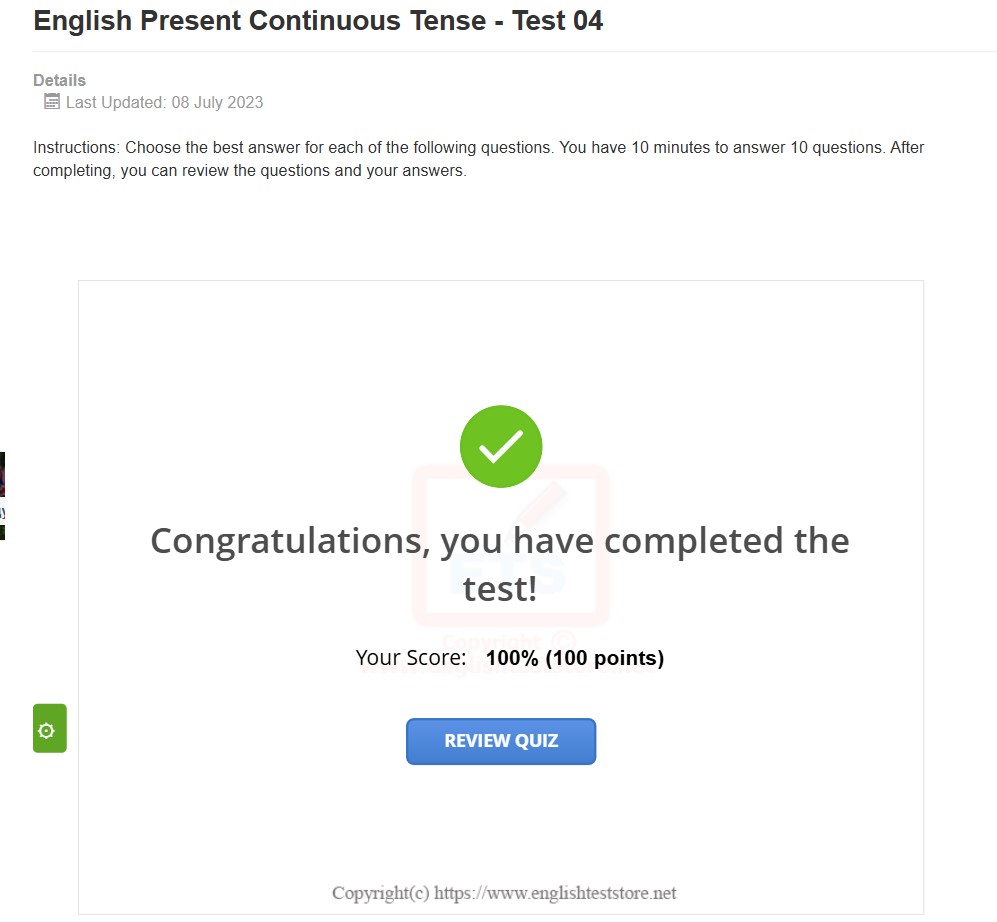 English Present Continuous Tense - Test 04
Details
Last Updated: 08 July 2023
Instructions: Choose the best answer for each of the following questions. You have 10 minutes to answer 10 questions. After
completing, you can review the questions and your answers.
ETS
Congratulations, you have completed the
test!
Copyright ©
Your Score: 100% (100 points)
REVIEW QUIZ
Copyright(c) https://www.englishteststore.net